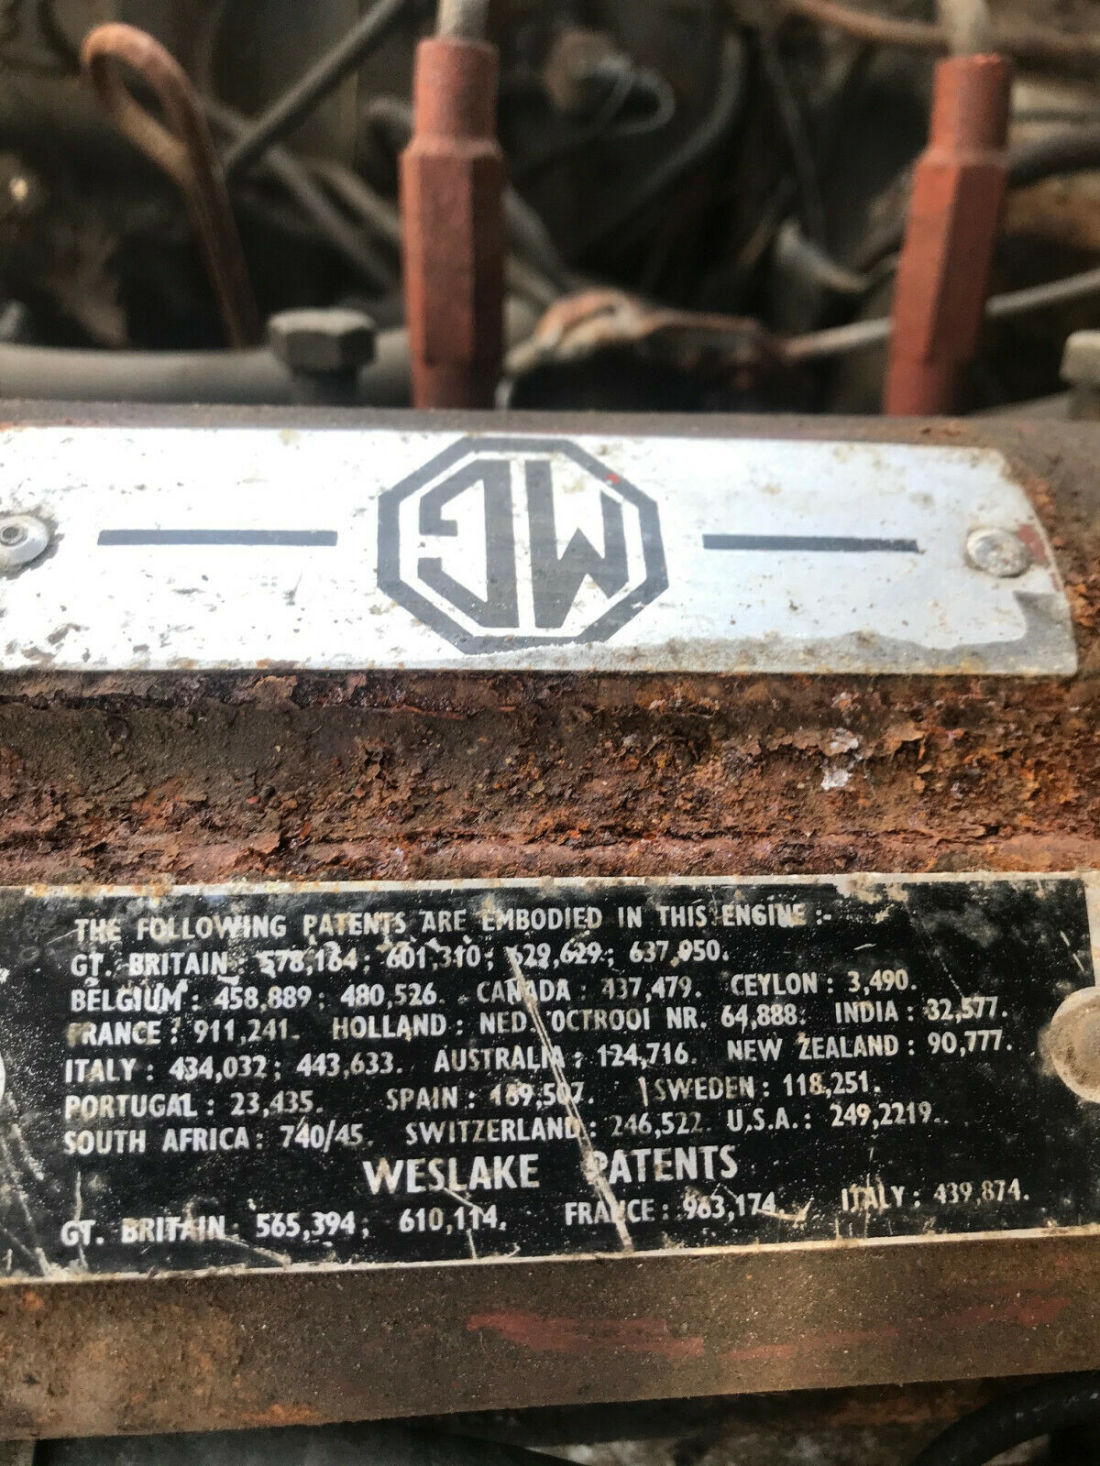 MG
THE FOLLOWING PATENTS ARE EMBODIED IN THIS ENGINE :-
GT. BRITAIN : 578,164; 601,310; 629,629; 637,950.
BELGIUM : 458,889; 480,526. CANADA : 437,479. CEYLON : 3,490.
FRANCE : 911,241. HOLLAND : NED. OCTROOI NR. 64,888. INDIA : 32,577.
ITALY : 434,032; 443,633. AUSTRALIA : 124,716. NEW ZEALAND : 90,777.
PORTUGAL : 23,435. SPAIN : 189,507. SWEDEN : 118,251.
SOUTH AFRICA : 740/45. SWITZERLAND : 246,522. U.S.A. : 249,2219.
WESLAKE PATENTS
GT. BRITAIN : 565,394; 610,114. FRANCE : 963,174. ITALY : 439,874.